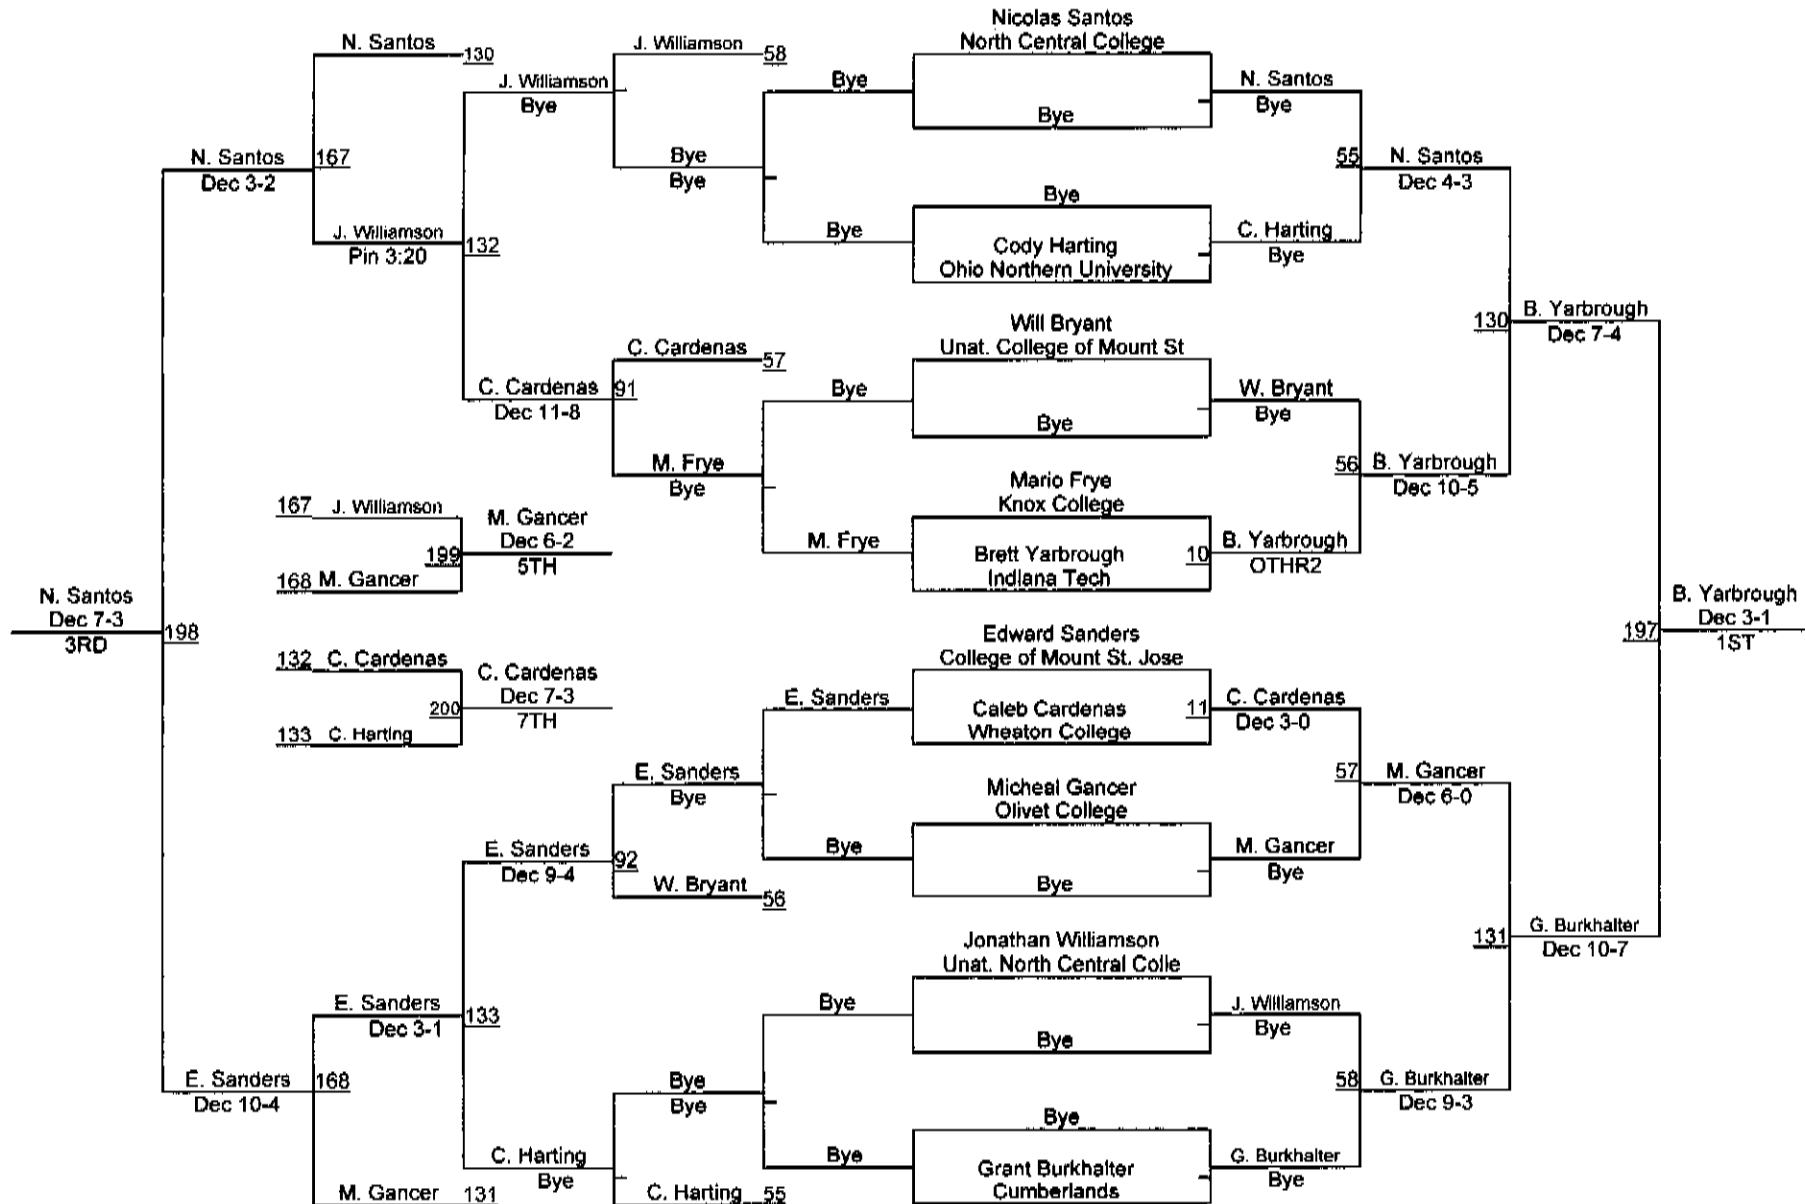 Nicolas Santos
North Central College
N. Santos
130
J. Williamson
58
J. Williamson
Bye
Bye
Bye
N. Santos
Bye
N. Santos
Dec 3-2
167
Bye
Bye
55
N. Santos
Dec 4-3
Bye
J. Williamson
Pin 3:20
132
Bye
Cody Harting
Ohio Northern University
C. Harting
Bye
Will Bryant
Unat. College of Mount St
130
B. Yarbrough
Dec 7-4
C. Cardenas
57
C. Cardenas
Dec 11-8
91
Bye
Bye
W. Bryant
Bye
M. Frye
Bye
Mario Frye
Knox College
56
B. Yarbrough
Dec 10-5
167
J. Williamson
M. Gancer
Dec 6-2
5TH
199
168
M. Gancer
M. Frye
Brett Yarbrough
Indiana Tech
10
B. Yarbrough
OTHR2
N. Santos
Dec 7-3
3RD
198
B. Yarbrough
Dec 3-1
1ST
197
Edward Sanders
College of Mount St. Jose
132
C. Cardenas
C. Cardenas
Dec 7-3
7TH
200
133
C. Harting
E. Sanders
Caleb Cardenas
Wheaton College
11
C. Cardenas
Dec 3-0
E. Sanders
Bye
Micheal Gancer
Olivet College
57
M. Gancer
Dec 6-0
E. Sanders
Dec 9-4
92
Bye
Bye
M. Gancer
Bye
W. Bryant
56
Jonathan Williamson
Unat. North Central Colle
131
G. Burkhalter
Dec 10-7
E. Sanders
Dec 3-1
133
Bye
Bye
J. Williamson
Bye
E. Sanders
Dec 10-4
168
Bye
Bye
58
G. Burkhalter
Dec 9-3
Bye
C. Harting
Bye
Bye
Grant Burkhalter
Cumberlands
G. Burkhalter
Bye
M. Gancer
131
C. Harting
55